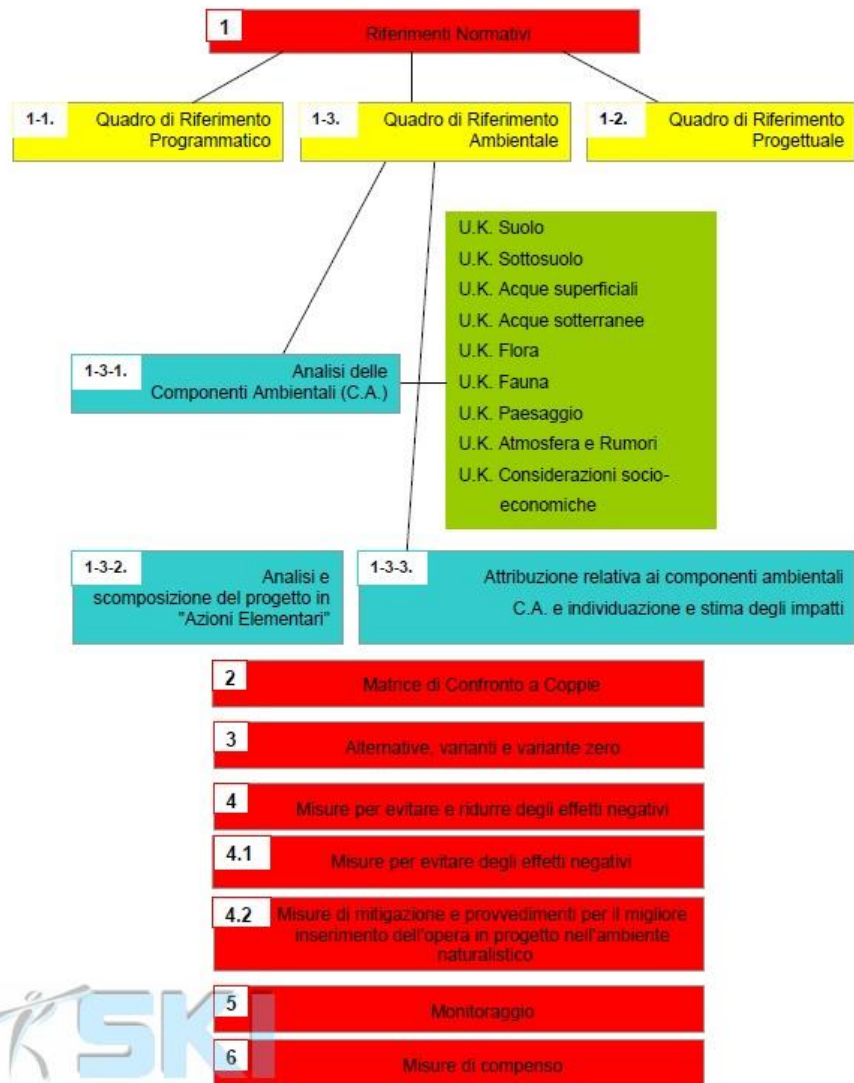 1
Riferimenti Normativi
1-1.
Quadro di Riferimento
Programmatico
1-3.
Quadro di Riferimento
Ambientale
1-2.
Quadro di Riferimento
Progettuale
U.K. Suolo
U.K. Sottosuolo
U.K. Acque superficiali
U.K. Acque sotterranee
U.K. Flora
U.K. Fauna
U.K. Paesaggio
U.K. Atmosfera e Rumori
U.K. Considerazioni socio-
economiche
1-3-1.
Analisi delle
Componenti Ambientali (C.A.)
1-3-2.
Analisi e
scomposizione del progetto in
"Azioni Elementari"
1-3-3.
Attribuzione relativa ai componenti ambientali
C.A. e individuazione e stima degli impatti
2
Matrice di Confronto a Coppie
3
Alternative, varianti e variante zero
4
Misure per evitare e ridurre degli effetti negativi
4.1
Misure per evitare degli effetti negativi
4.2
Misure di mitigazione e provvedimenti per il migliore
inserimento dell'opera in progetto nell'ambiente
naturalistico
5
Monitoraggio
6
Misure di compenso
SKI